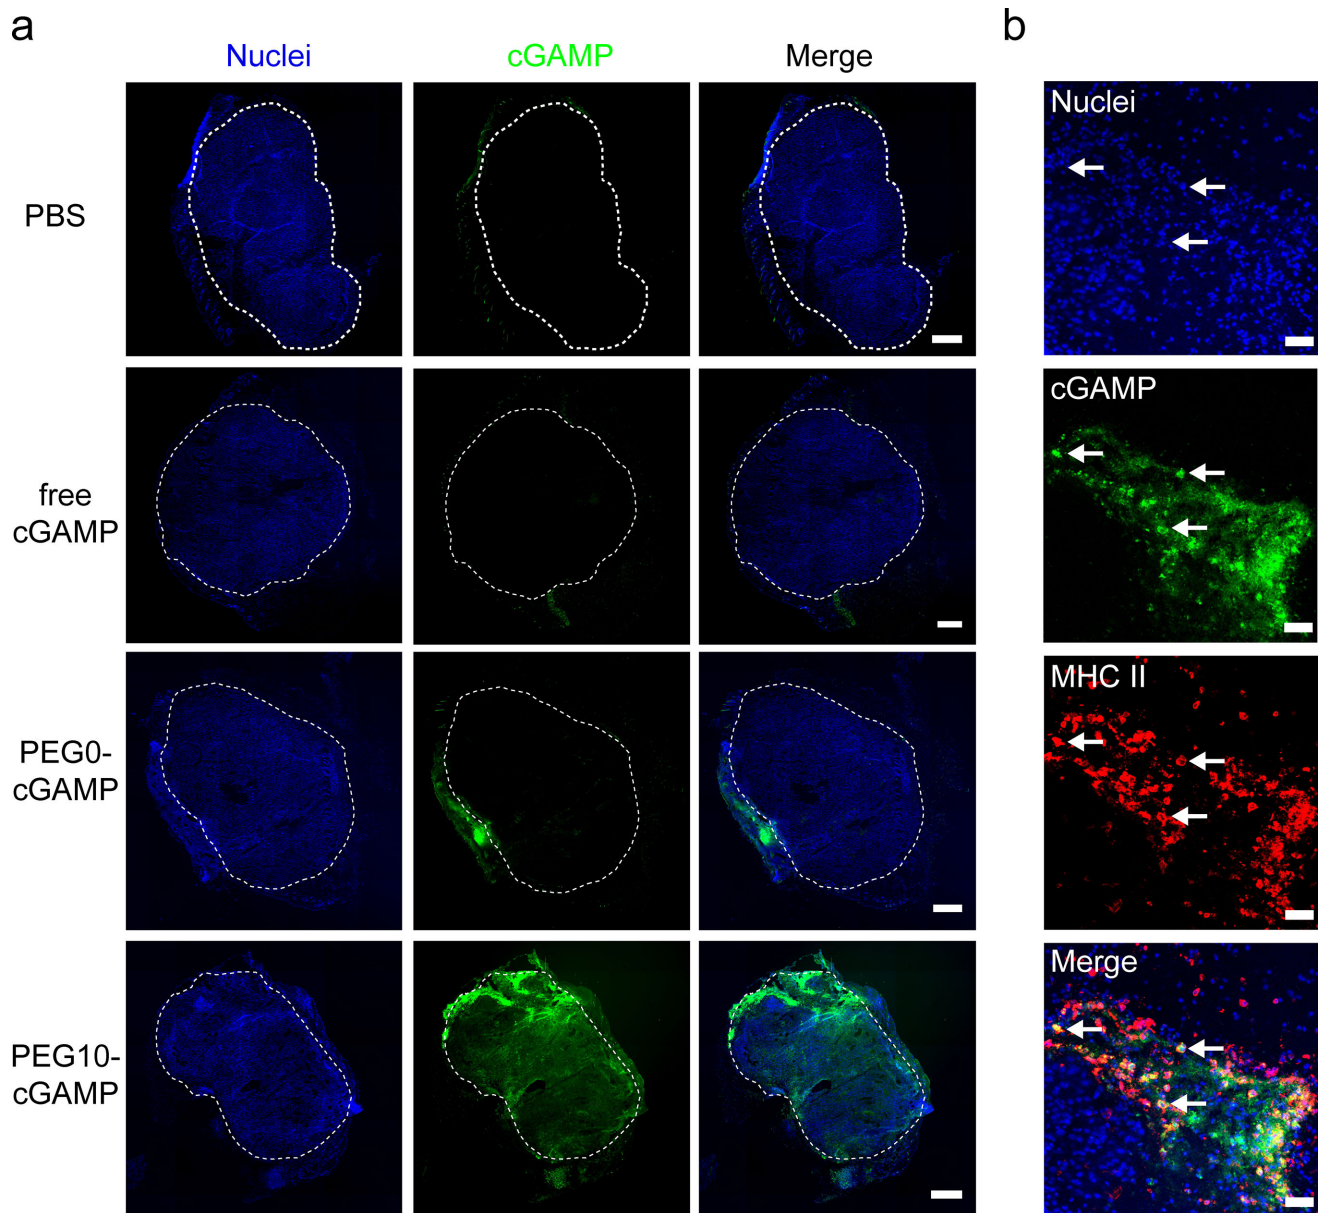 a
b
Nuclei
cGAMP
Merge
PBS
free
cGAMP
PEG0-
cGAMP
PEG10-
cGAMP
Nuclei
cGAMP
MHC II
Merge